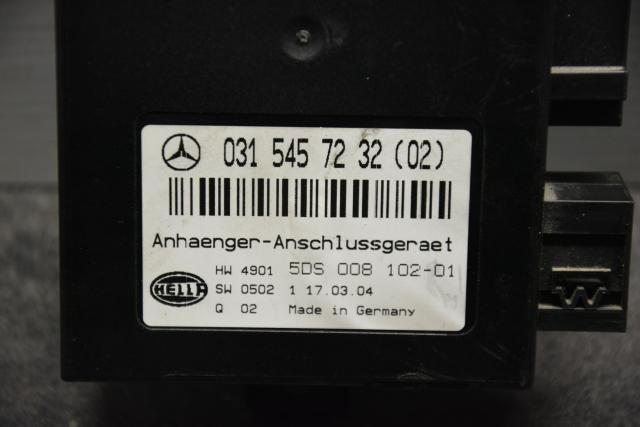 031 545 72 32 (02)
Anhaenger-Anschlussgeraet
HW 4901 5DS 008 102-01
HELLA SW 0502 1 17.03.04
Q 02 Made in Germany
W